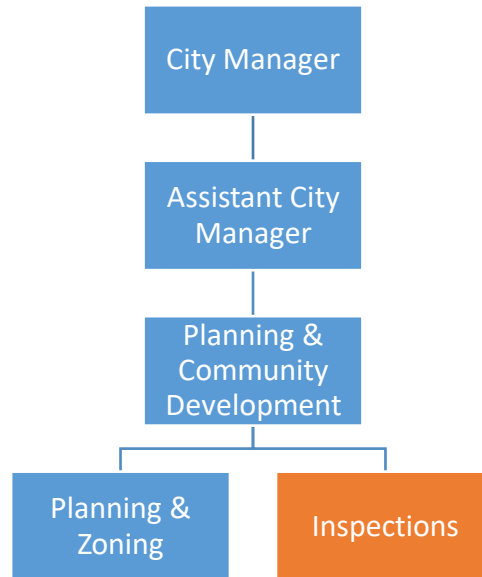 City Manager
Assistant City
Manager
Planning &
Community
Development
Planning &
Zoning
Inspections